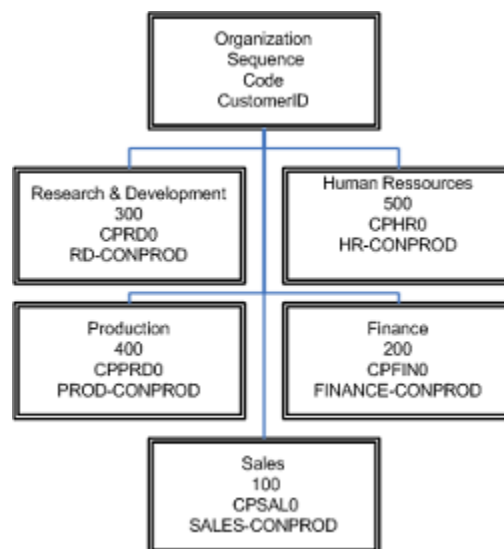 Organization
Sequence
Code
CustomerID
Research & Development
300
CPRD0
RD-CONPROD
Human Ressources
500
CPHR0
HR-CONPROD
Production
400
CPPRD0
PROD-CONPROD
Finance
200
CPFIN0
FINANCE-CONPROD
Sales
100
CPSAL0
SALES-CONPROD